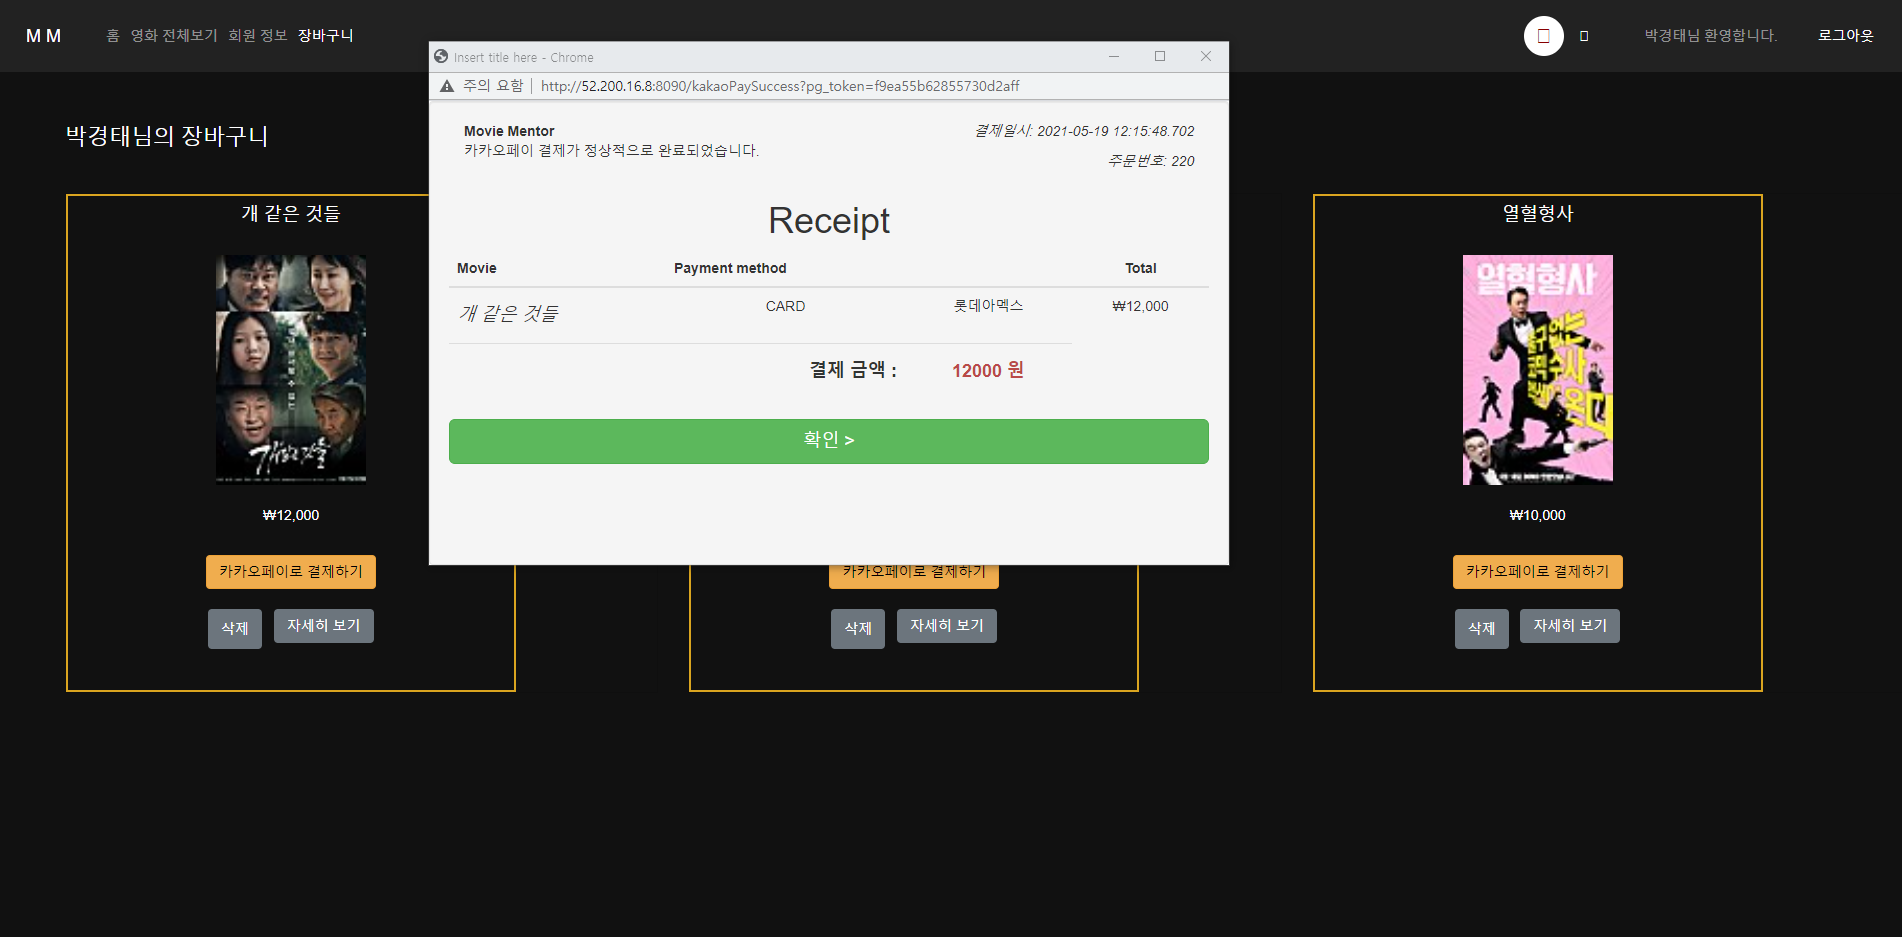 M M 홈 영화 전체보기 회원 정보 장바구니 박경태님 환영합니다. 로그아웃
Insert title here - Chrome
주의 요함 | http://52.200.16.8:8090/kakaoPaySuccess?pg_token=f9ea55b62855730d2aff
박경태님의 장바구니
Movie Mentor
카카오페이 결제가 정상적으로 완료되었습니다.
결제일시: 2021-05-19 12:15:48.702
주문번호: 220
Receipt
Movie Payment method Total
개 같은 것들 CARD 롯데아멕스 ₩12,000
결제 금액 : 12000 원
확인 >
개 같은 것들
개같은것들
₩12,000
카카오페이로 결제하기
삭제 자세히 보기
카카오페이로 결제하기
삭제 자세히 보기
열혈형사
열혈형사
₩10,000
카카오페이로 결제하기
삭제 자세히 보기